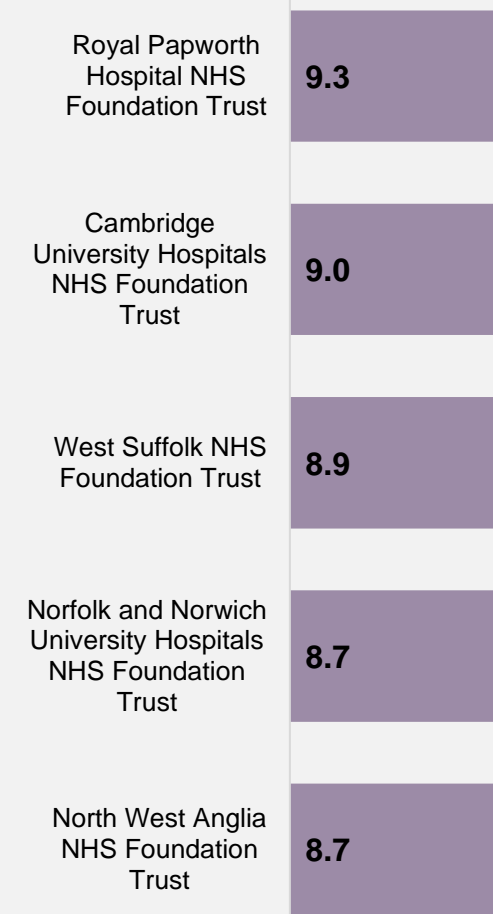 Royal Papworth
Hospital NHS
Foundation Trust
9.3
Cambridge
University Hospitals
NHS Foundation
Trust
9.0
West Suffolk NHS
Foundation Trust
8.9
Norfolk and Norwich
University Hospitals
NHS Foundation
Trust
8.7
North West Anglia
NHS Foundation
Trust
8.7